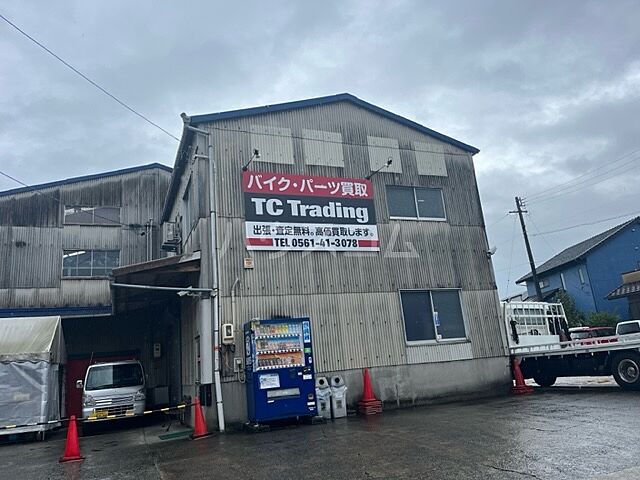 バイク・パーツ買取
TC Trading
出張・査定無料。高価買取します。
TEL 0561-41-3078